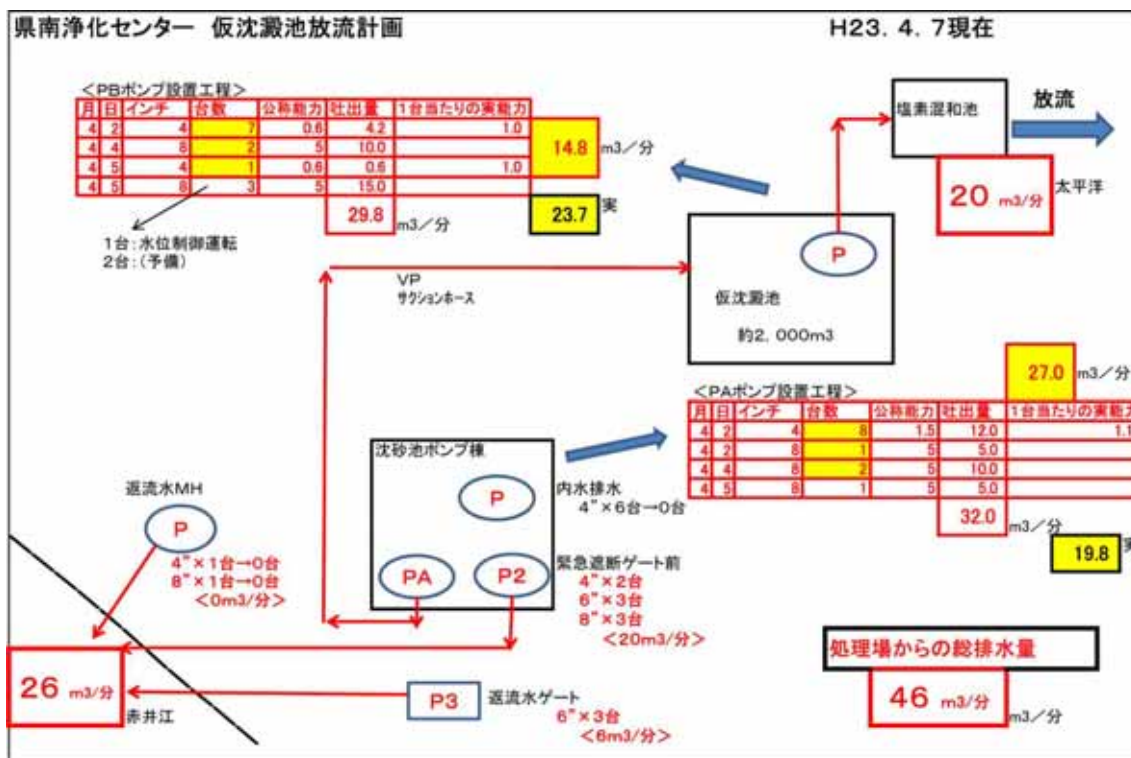 県南浄化センター 仮沈澱池放流計画
H23. 4. 7現在
＜PBポンプ設置工程＞
月 日 インチ 台数 公称能力 吐出量 1台当たりの実能力
4 2 4 7 0.6 4.2 1.0
4 4 8 2 5 10.0
4 5 4 1 0.6 0.6 1.0
4 5 8 3 5 15.0
14.8 m3／分
29.8 m3／分
23.7 実
1台:水位制御運転
2台:(予備)
塩素混和池
放流
20 m3/分
太平洋
P
仮沈澱池
約2，000m3
VP
サクションホース
27.0 m3／分
＜PAポンプ設置工程＞
月 日 インチ 台数 公称能力 吐出量 1台当たりの実能力
4 2 4 8 1.5 12.0 1.1
4 2 8 1 5 5.0
4 4 8 2 5 10.0
4 5 8 1 5 5.0
32.0 m3／分
19.8 実
沈砂池ポンプ棟
P
内水排水
4”×6台→0台
PA
P2
緊急遮断ゲート前
4”×2台
6”×3台
8”×3台
＜20m3/分＞
返流水MH
P
4”×1台→0台
8”×1台→0台
＜0m3/分＞
26 m3/分
赤井江
P3
返流水ゲート
6”×3台
＜6m3/分＞
処理場からの総排水量
46 m3/分
m3／分